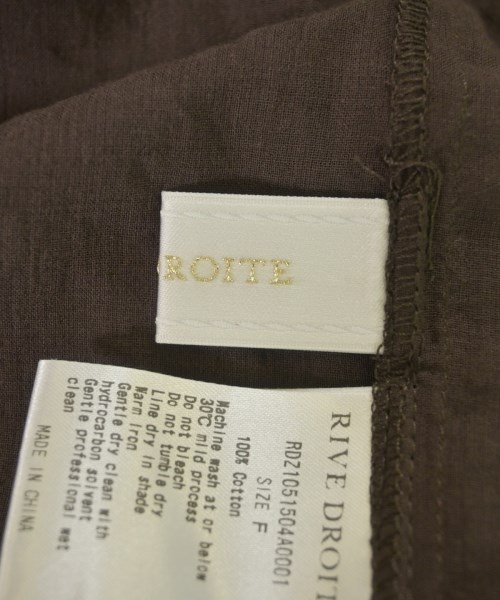 ROITE
RIVE DROIT
RDZ1051504A0001
SIZE F
100% Cotton
Machine wash at or below
30℃ mild process
Do not bleach
Do not tumble dry
Line dry in shade
Warm iron
Gentle dry clean with
hydrocarbon solvent
Gentle professional wet
clean
MADE IN CHINA